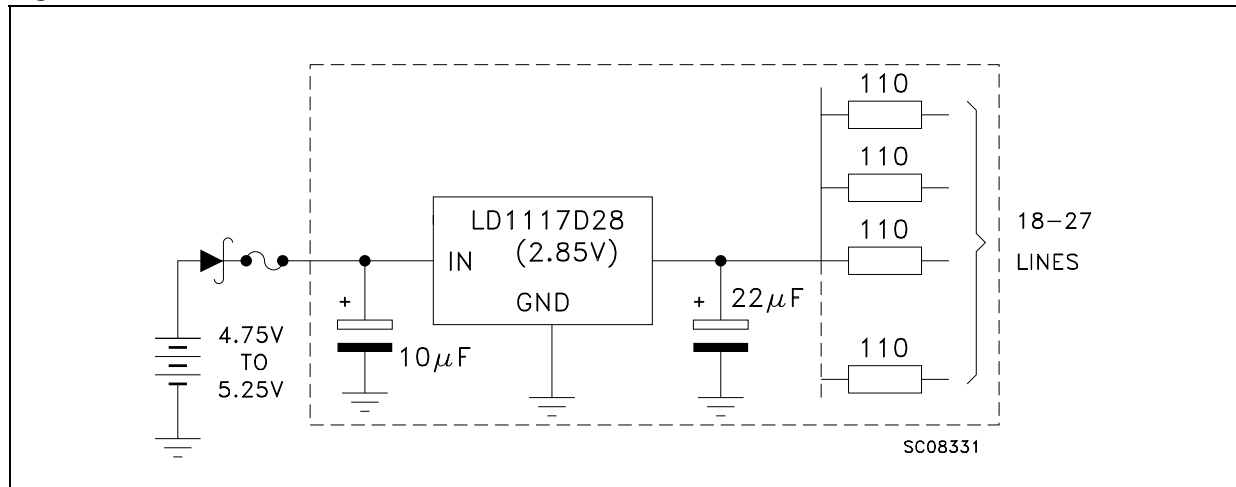 110
110
110
110
18-27
LINES
LD1117D28
(2.85V)
IN
GND
+
10μF
+
22μF
4.75V
TO
5.25V
SC08331